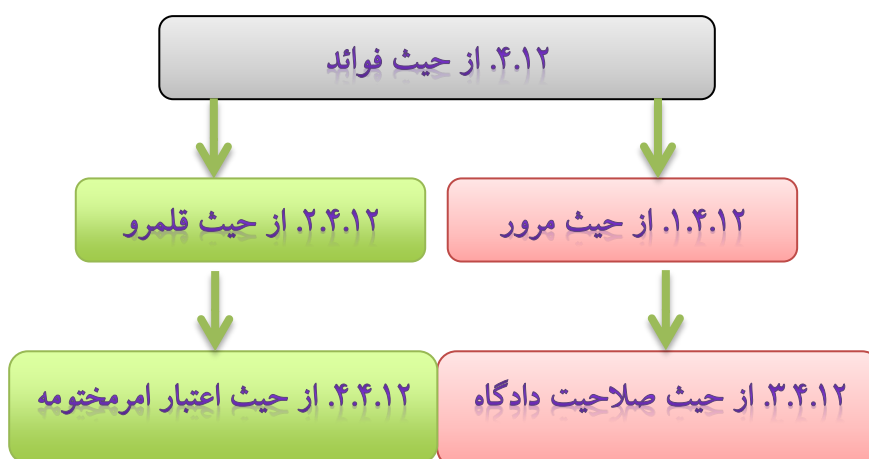 ۴.۱۲. از حیث فوائد
۱.۴.۱۲. از حیث مرور
۲.۴.۱۲. از حیث قلمرو
۳.۴.۱۲. از حیث صلاحیت دادگاه
۴.۴.۱۲. از حیث اعتبار امرمختومه